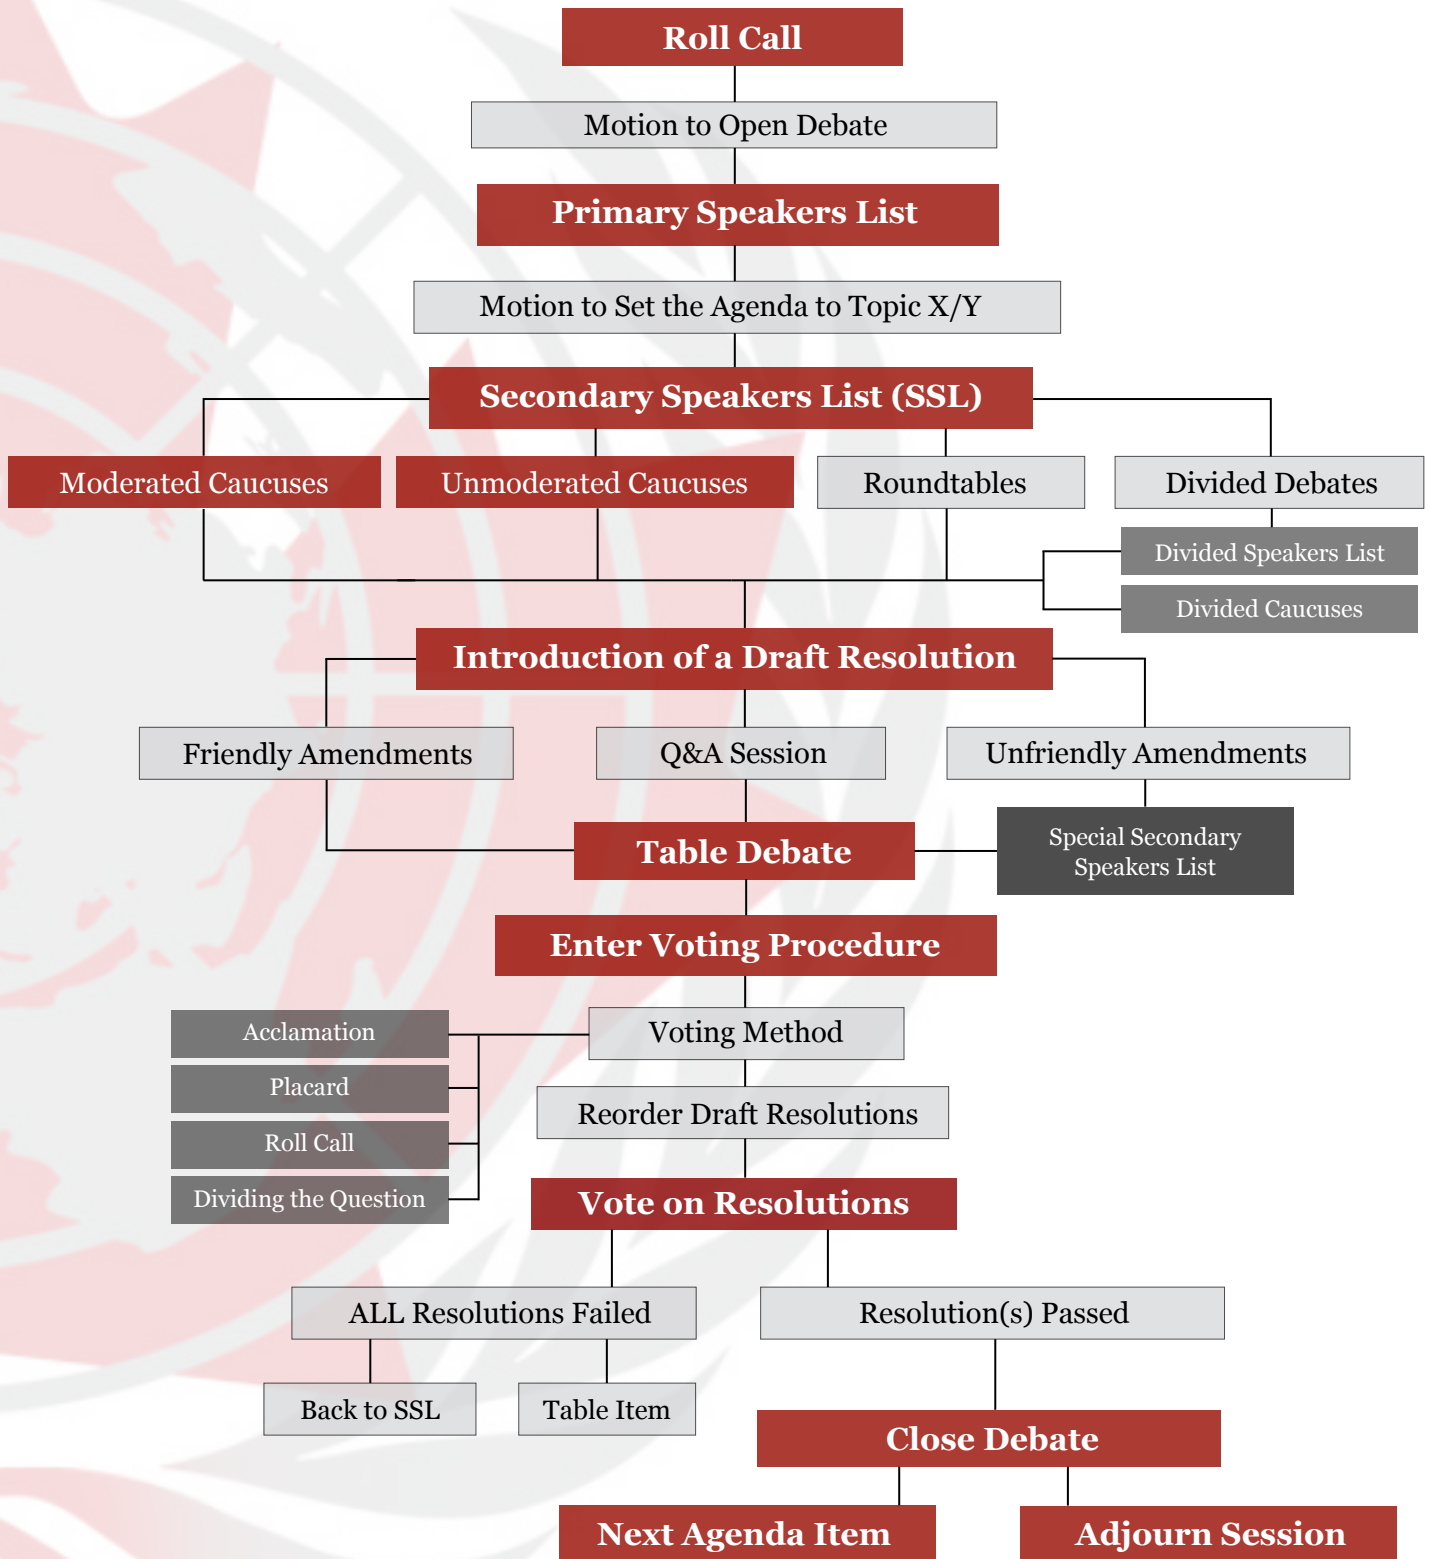 Roll Call
Motion to Open Debate
Primary Speakers List
Motion to Set the Agenda to Topic X/Y
Secondary Speakers List (SSL)
Moderated Caucuses
Unmoderated Caucuses
Roundtables
Divided Debates
Divided Speakers List
Divided Caucuses
Introduction of a Draft Resolution
Friendly Amendments
Q&A Session
Unfriendly Amendments
Special Secondary
Speakers List
Table Debate
Enter Voting Procedure
Voting Method
Acclamation
Placard
Roll Call
Dividing the Question
Reorder Draft Resolutions
Vote on Resolutions
ALL Resolutions Failed
Resolution(s) Passed
Back to SSL
Table Item
Close Debate
Next Agenda Item
Adjourn Session